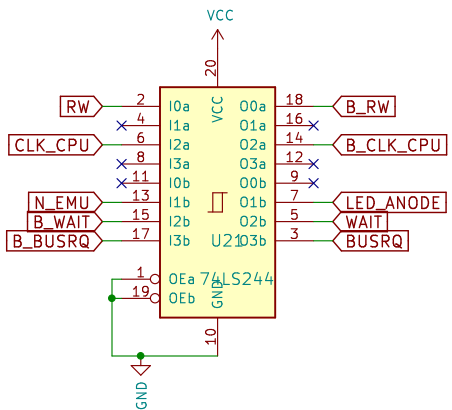 VCC
20
VCC
RW 2 I0a O0a 18 B_RW
4 I1a O1a 16
CLK_CPU 6 I2a O2a 14 B_CLK_CPU
8 I3a O3a 12
11 I0b O0b 9
N_EMU 13 I1b O1b 7 LED_ANODE
B_WAIT 15 I2b O2b 5 WAIT
B_BUSRQ 17 I3b O3b 3 BUSRQ
U21
1 OEa 74LS244
19 OEb GND
10
GND